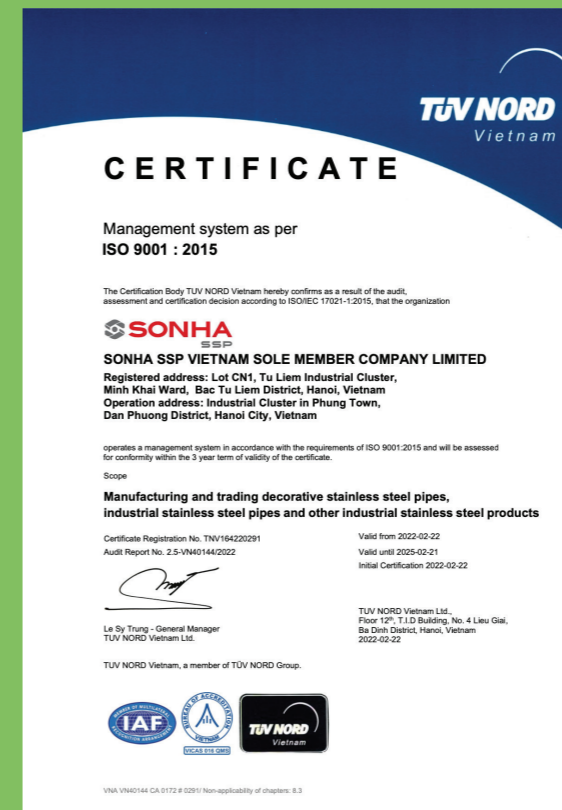 TÜV NORD
Vietnam
CERTIFICATE
Management system as per
ISO 9001 : 2015
The Certification Body TUV NORD Vietnam hereby confirms as a result of the audit,
assessment and certification decision according to ISO/IEC 17021-1:2015, that the organization
SONHA
SSP
SONHA SSP VIETNAM SOLE MEMBER COMPANY LIMITED
Registered address: Lot CN1, Tu Liem Industrial Cluster,
Minh Khai Ward, Bac Tu Liem District, Hanoi, Vietnam
Operation address: Industrial Cluster in Phung Town,
Dan Phuong District, Hanoi City, Vietnam
operates a management system in accordance with the requirements of ISO 9001:2015 and will be assessed
for conformity within the 3 year term of validity of the certificate.
Scope
Manufacturing and trading decorative stainless steel pipes,
industrial stainless steel pipes and other industrial stainless steel products
Certificate Registration No. TNV164220291
Audit Report No. 2.5-VN40144/2022
Valid from 2022-02-22
Valid until 2025-02-21
Initial Certification 2022-02-22
Le Sy Trung - General Manager
TUV NORD Vietnam Ltd.
TUV NORD Vietnam Ltd.,
Floor 12th, T.I.D Building, No. 4 Lieu Giai,
Ba Dinh District, Hanoi, Vietnam
2022-02-22
TUV NORD Vietnam, a member of TÜV NORD Group.
MEMBER OF MULTILATERAL
RECOGNITION ARRANGEMENT
IAF
BUREAU OF ACCREDITATION
VIETNAM
VICAS 016 QMS
TÜV NORD
Vietnam
VNA VN40144 CA 0172 # 0291/ Non-applicability of chapters: 8.3